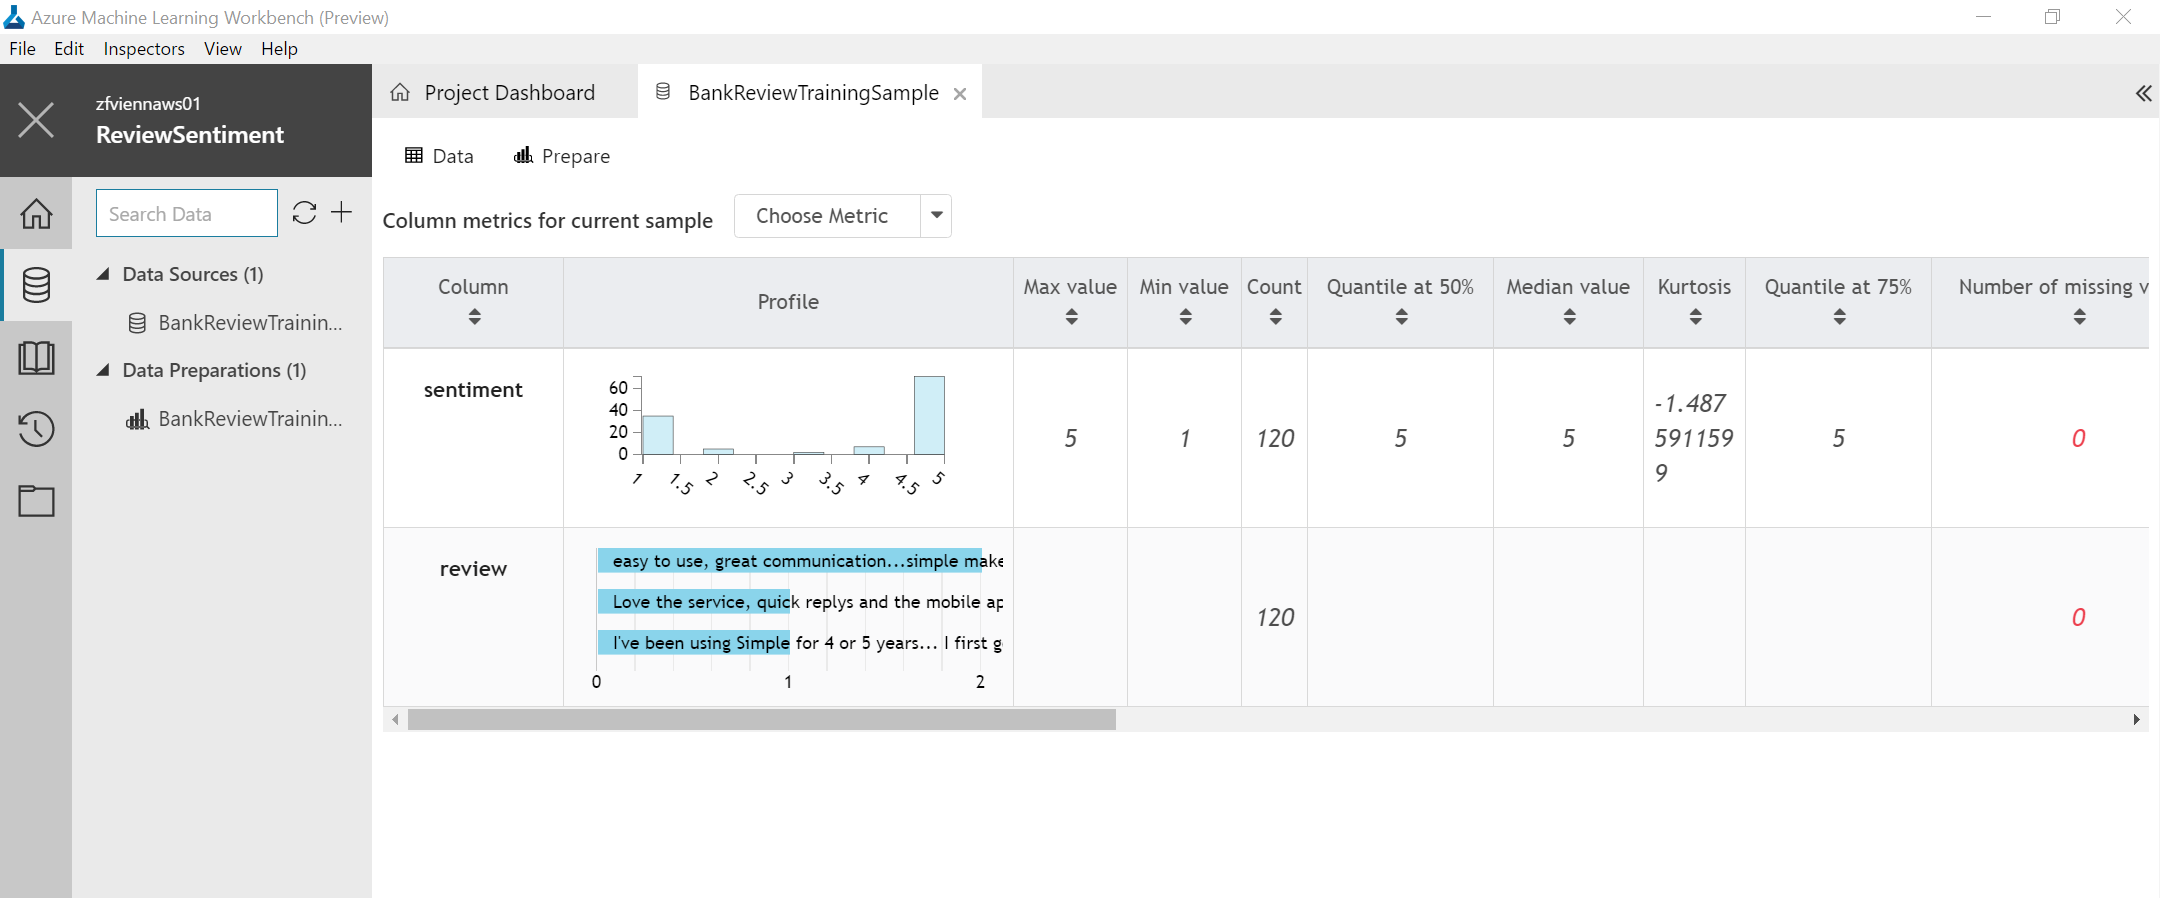 Azure Machine Learning Workbench (Preview)
File Edit Inspectors View Help
zfviennaws01
ReviewSentiment
Project Dashboard
BankReviewTrainingSample
Data Prepare
Search Data
Column metrics for current sample Choose Metric
Data Sources (1)
BankReviewTrainin...
Data Preparations (1)
BankReviewTrainin...
Column Profile Max value Min value Count Quantile at 50% Median value Kurtosis Quantile at 75% Number of missing v
sentiment
60
40
20
0
1 1.5 2 2.5 3 3.5 4 4.5 5
5 1 120 5 5
-1.487
591159
9
5 0
review
easy to use, great communication...simple make
Love the service, quick replys and the mobile ap
I've been using Simple for 4 or 5 years... I first g
0 1 2
120 0